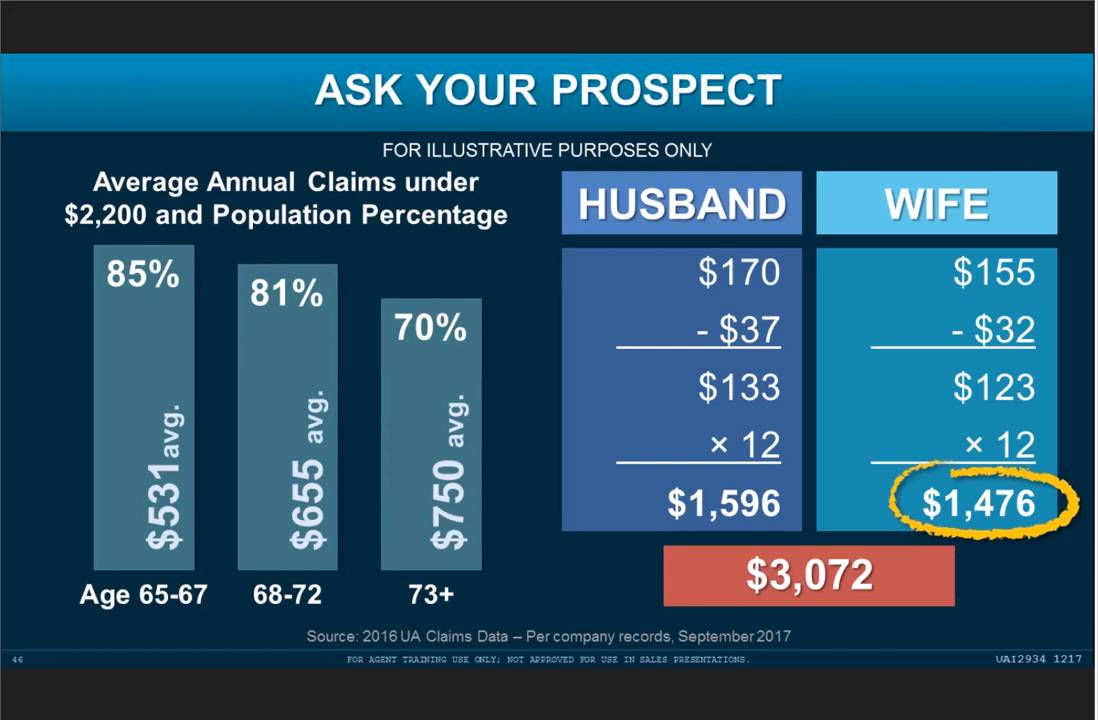 ASK YOUR PROSPECT
FOR ILLUSTRATIVE PURPOSES ONLY
Average Annual Claims under
$2,200 and Population Percentage
85%
$531 avg.
Age 65-67
81%
$655 avg.
68-72
70%
$750 avg.
73+
HUSBAND
$170
- $37
$133
× 12
$1,596
WIFE
$155
- $32
$123
× 12
$1,476
$3,072
Source: 2016 UA Claims Data – Per company records, September 2017
46
FOR AGENT TRAINING USE ONLY; NOT APPROVED FOR USE IN SALES PRESENTATIONS.
UAI2934 1217